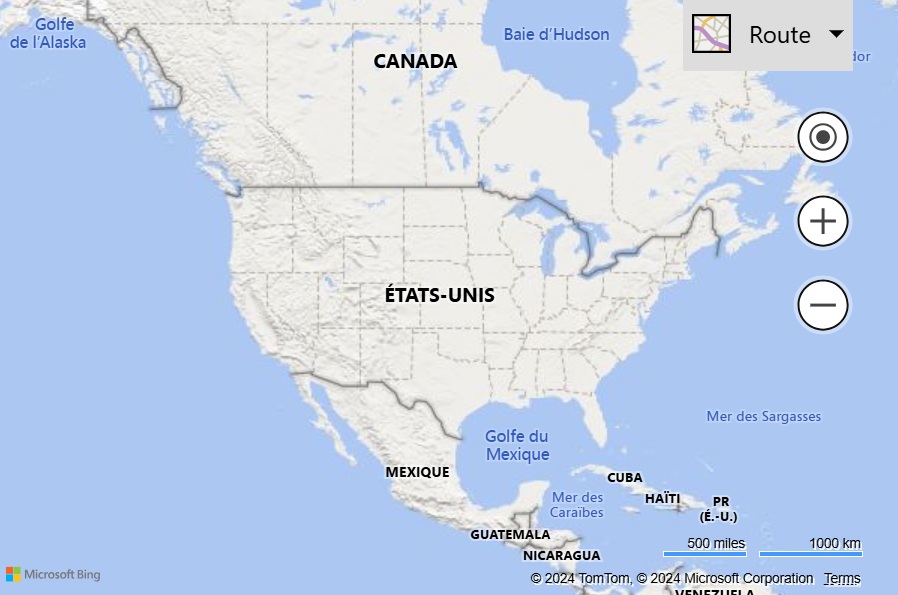 Golfe
de l'Alaska
CANADA
Baie d'Hudson
Route
dor
ÉTATS-UNIS
Mer des Sargasses
Golfe du
Mexique
MEXIQUE
CUBA
HAÏTI
PR
(É.-U.)
Mer des
Caraïbes
GUATEMALA
NICARAGUA
500 miles
1000 km
Microsoft Bing
© 2024 TomTom, © 2024 Microsoft Corporation Terms
VENEZUELA